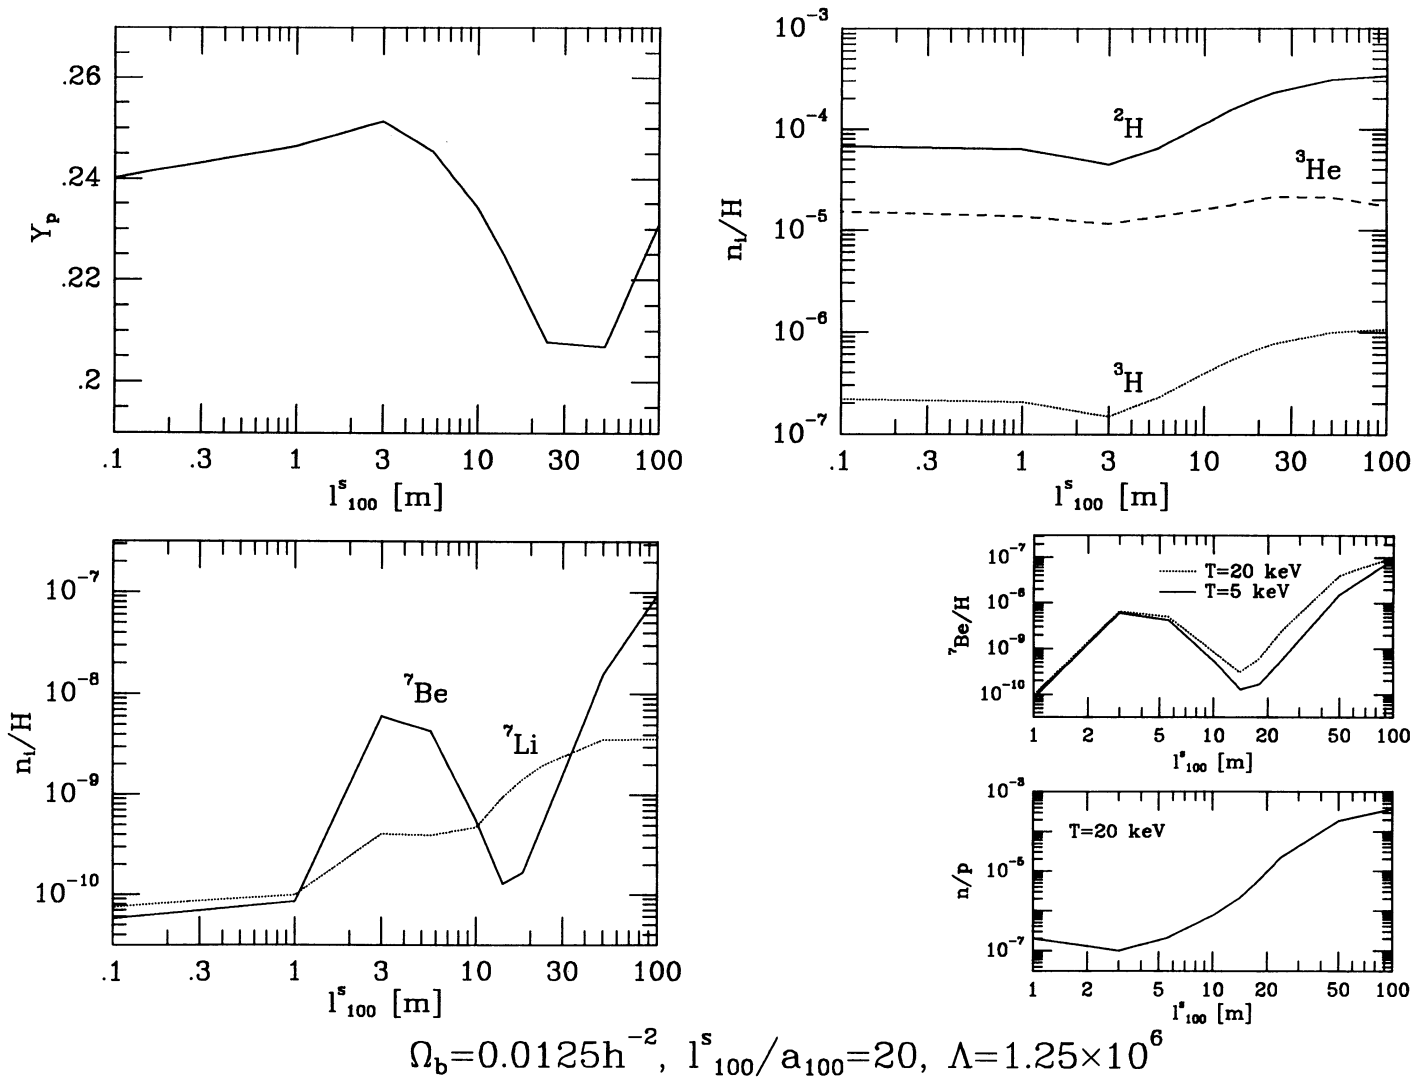 .26
.24
.22
.2
Y_p
.1 .3 1 3 10 30 100
l^s_100 [m]
10^-3
10^-4
10^-5
10^-6
10^-7
n_i/H
^2H
^3He
^3H
.1 .3 1 3 10 30 100
l^s_100 [m]
10^-7
10^-8
10^-9
10^-10
n_i/H
^7Be
^7Li
.1 .3 1 3 10 30 100
l^s_100 [m]
10^-7
10^-8
10^-9
10^-10
^7Be/H
T=20 keV
T=5 keV
1 2 5 10 20 50 100
l^s_100 [m]
10^-3
10^-5
10^-7
n/p
T=20 keV
1 2 5 10 20 50 100
l^s_100 [m]
Ω_b=0.0125h^-2, l^s_100/a_100=20, Λ=1.25×10^6